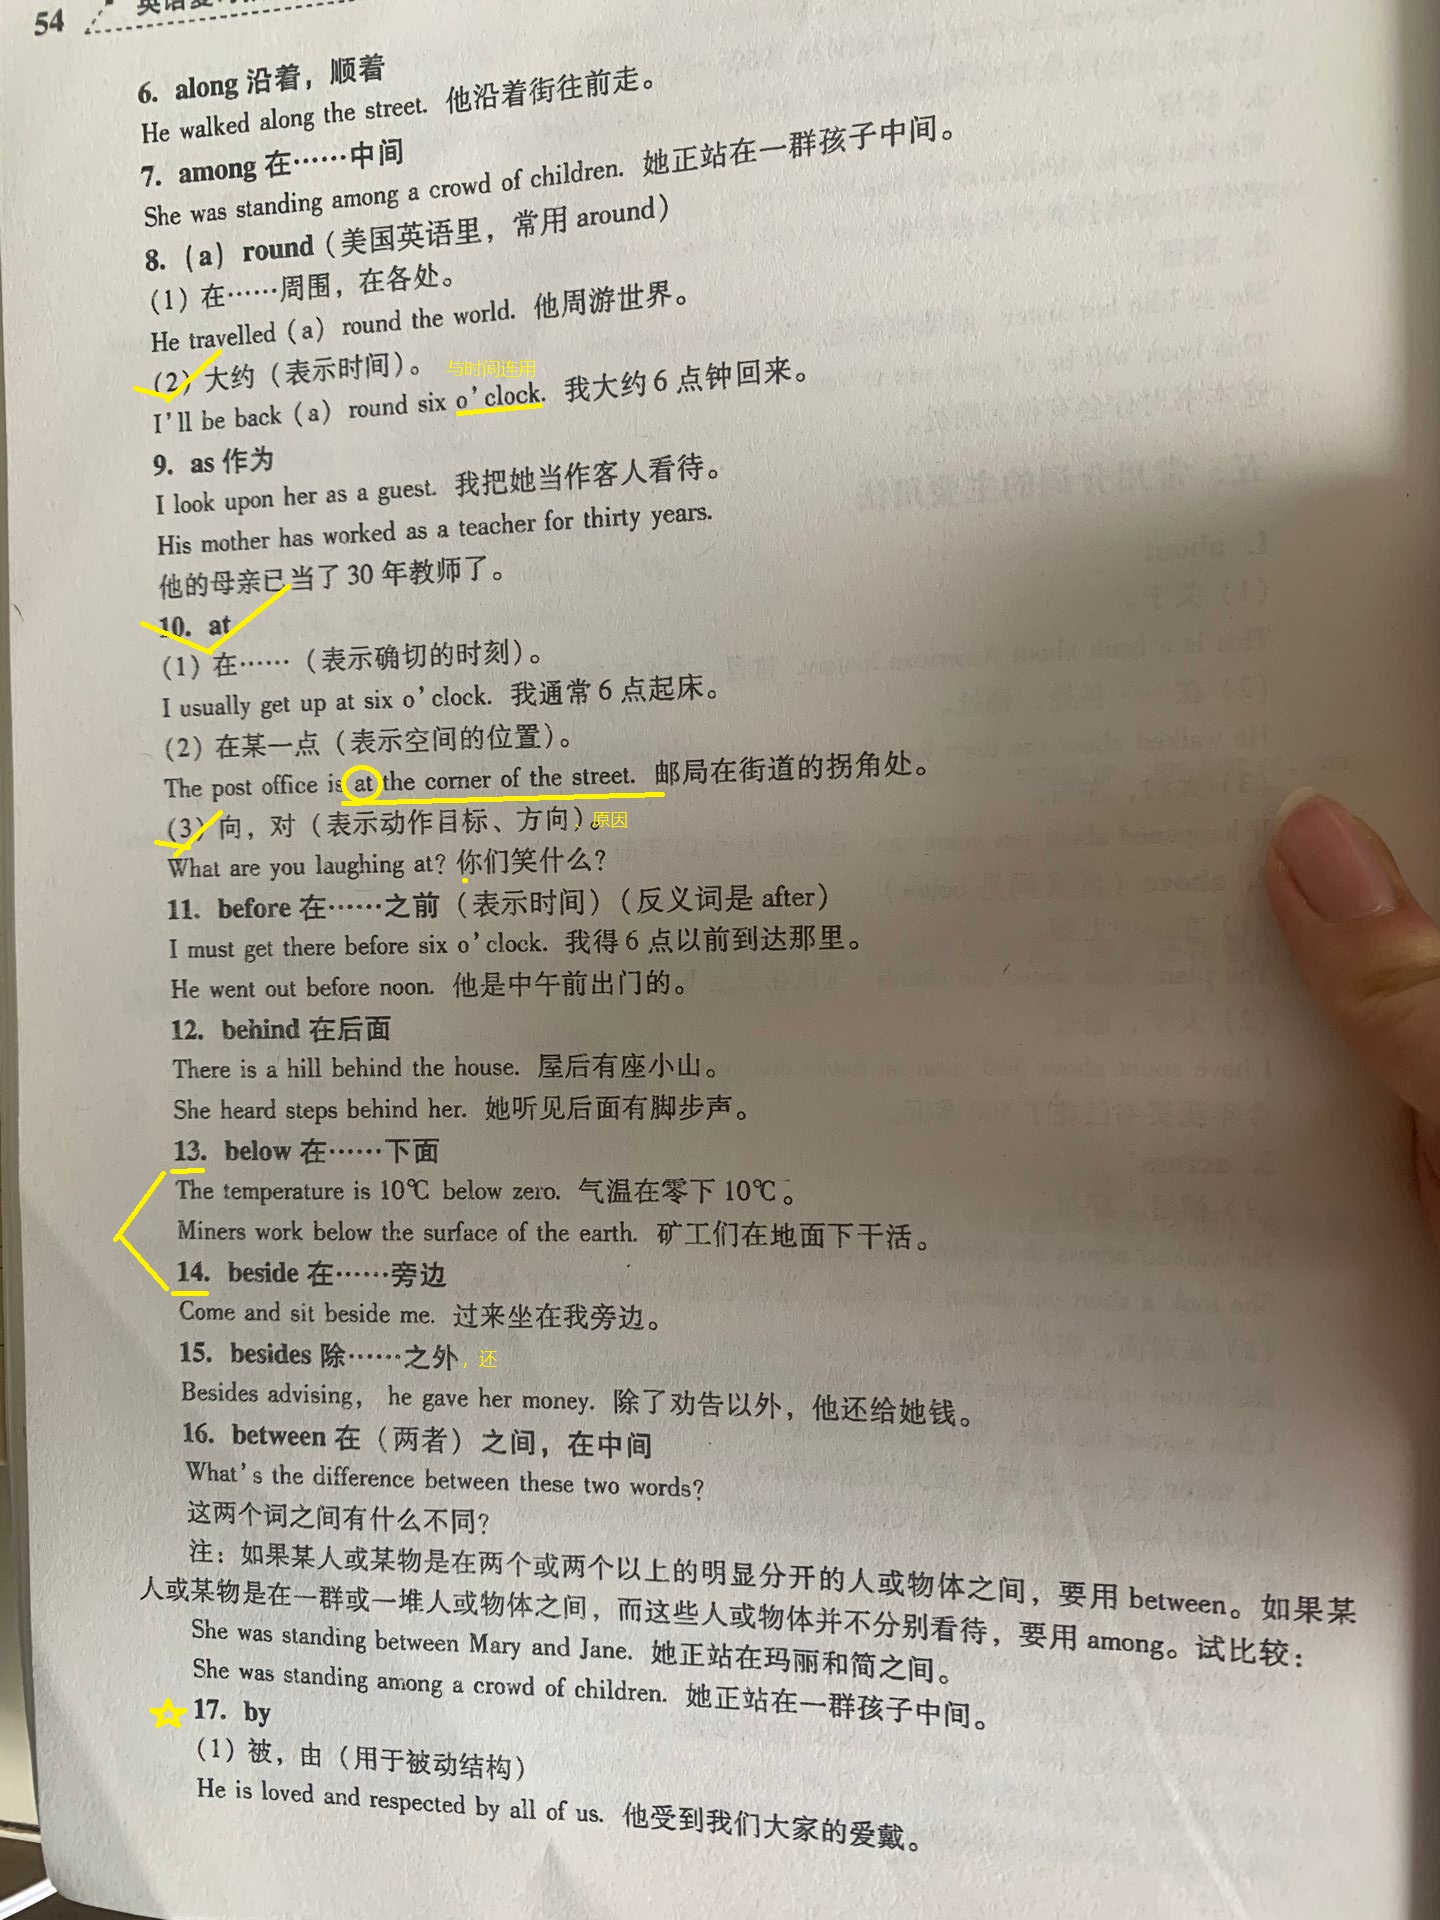 54
6. along 沿着，顺着
He walked along the street. 他沿着街往前走。
7. among 在……中间
She was standing among a crowd of children. 她正站在一群孩子中间。
8. (a) round（美国英语里，常用 around）
(1) 在……周围，在各处。
He travelled (a) round the world. 他周游世界。
(2) 大约（表示时间）。 与时间连用
I'll be back (a) round six o'clock. 我大约 6 点钟回来。
9. as 作为
I look upon her as a guest. 我把她当作客人看待。
His mother has worked as a teacher for thirty years.
他的母亲已当了 30 年教师了。
10. at
(1) 在……（表示确切的时刻）。
I usually get up at six o'clock. 我通常 6 点起床。
(2) 在某一点（表示空间的位置）。
The post office is at the corner of the street. 邮局在街道的拐角处。
(3) 向，对（表示动作目标、方向）。，原因
What are you laughing at? 你们笑什么?
11. before 在……之前（表示时间）（反义词是 after）
I must get there before six o'clock. 我得 6 点以前到达那里。
He went out before noon. 他是中午前出门的。
12. behind 在后面
There is a hill behind the house. 屋后有座小山。
She heard steps behind her. 她听见后面有脚步声。
13. below 在……下面
The temperature is 10℃ below zero. 气温在零下 10℃。
Miners work below the surface of the earth. 矿工们在地面下干活。
14. beside 在……旁边
Come and sit beside me. 过来坐在我旁边。
15. besides 除……之外，还
Besides advising, he gave her money. 除了劝告以外，他还给她钱。
16. between 在（两者）之间，在中间
What's the difference between these two words?
这两个词之间有什么不同?
注：如果某人或某物是在两个或两个以上的明显分开的人或物体之间，要用 between。如果某
人或某物是在一群或一堆人或物体之间，而这些人或物体并不分别看待，要用 among。试比较：
She was standing between Mary and Jane. 她正站在玛丽和简之间。
She was standing among a crowd of children. 她正站在一群孩子中间。
17. by
(1) 被，由（用于被动结构）
He is loved and respected by all of us. 他受到我们大家的爱戴。